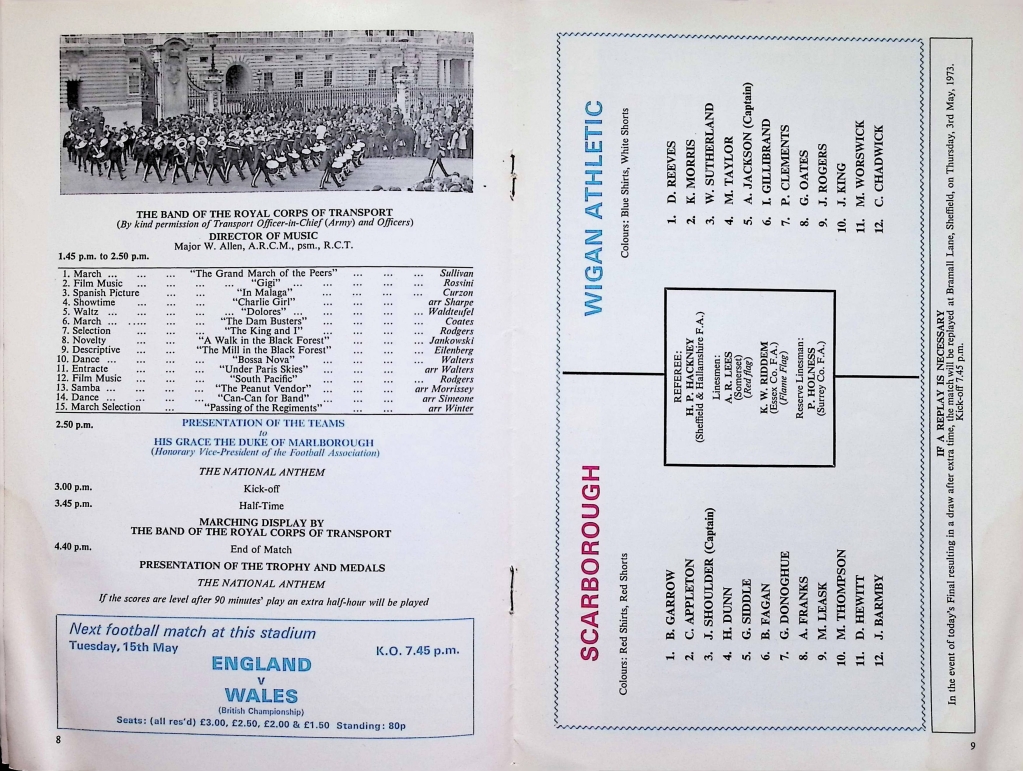 THE BAND OF THE ROYAL CORPS OF TRANSPORT
(By kind permission of Transport Officer-in-Chief (Army) and Officers)
DIRECTOR OF MUSIC
Major W. Allen, A.R.C.M., psm., R.C.T.
1.45 p.m. to 2.50 p.m.
1. March ... ... ... "The Grand March of the Peers" ... ... ... Sullivan
2. Film Music ... ... "Gigi" ... ... ... ... Rossini
3. Spanish Picture ... ... "In Malaga" ... ... ... ... Curzon
4. Showtime ... ... ... "Charlie Girl" ... ... ... arr Sharpe
5. Waltz ... ... ... ... "Dolores" ... ... ... ... Waldteufel
6. March ... ..... ... "The Dam Busters" ... ... ... Coates
7. Selection ... ... "The King and I" ... ... ... Rodgers
8. Novelty ... ... "A Walk in the Black Forest" ... ... ... Jankowski
9. Descriptive ... ... "The Mill in the Black Forest" ... ... ... Eilenberg
10. Dance ... ... ... "Bossa Nova" ... ... ... ... Walters
11. Entracte ... ... "Under Paris Skies" ... ... ... arr Walters
12. Film Music ... ... "South Pacific" ... ... ... ... Rodgers
13. Samba ... ... ... "The Peanut Vendor" ... ... ... arr Morrissey
14. Dance ... ... ... "Can-Can for Band" ... ... ... arr Simeone
15. March Selection ... "Passing of the Regiments" ... ... arr Winter
2.50 p.m. PRESENTATION OF THE TEAMS
to
HIS GRACE THE DUKE OF MARLBOROUGH
(Honorary Vice-President of the Football Association)
THE NATIONAL ANTHEM
3.00 p.m. Kick-off
3.45 p.m. Half-Time
MARCHING DISPLAY BY
THE BAND OF THE ROYAL CORPS OF TRANSPORT
4.40 p.m. End of Match
PRESENTATION OF THE TROPHY AND MEDALS
THE NATIONAL ANTHEM
If the scores are level after 90 minutes' play an extra half-hour will be played
Next football match at this stadium
Tuesday, 15th May K.O. 7.45 p.m.
ENGLAND
v
WALES
(British Championship)
Seats: (all res'd) £3.00, £2.50, £2.00 & £1.50 Standing: 80p
8
SCARBOROUGH
Colours: Red Shirts, Red Shorts
1. B. GARROW
2. C. APPLETON
3. J. SHOULDER (Captain)
4. H. DUNN
5. G. SIDDLE
6. B. FAGAN
7. G. DONOGHUE
8. A. FRANKS
9. M. LEASK
10. M. THOMPSON
11. D. HEWITT
12. J. BARMBY
REFEREE:
H. P. HACKNEY
(Sheffield & Hallamshire F.A.)
Linesmen:
A. R. LEES
(Somerset)
(Red flag)
K. W. RIDDEM
(Essex Co. F.A.)
(Flame Flag)
Reserve Linesman:
P. HOLNESS
(Surrey Co. F.A.)
WIGAN ATHLETIC
Colours: Blue Shirts, White Shorts
1. D. REEVES
2. K. MORRIS
3. W. SUTHERLAND
4. M. TAYLOR
5. A. JACKSON (Captain)
6. I. GILLIBRAND
7. P. CLEMENTS
8. G. OATES
9. J. ROGERS
10. J. KING
11. M. WORSWICK
12. C. CHADWICK
IF A REPLAY IS NECESSARY
In the event of today's Final resulting in a draw after extra time, the match will be replayed at Bramall Lane, Sheffield, on Thursday, 3rd May, 1973.
Kick-off 7.45 p.m.
9